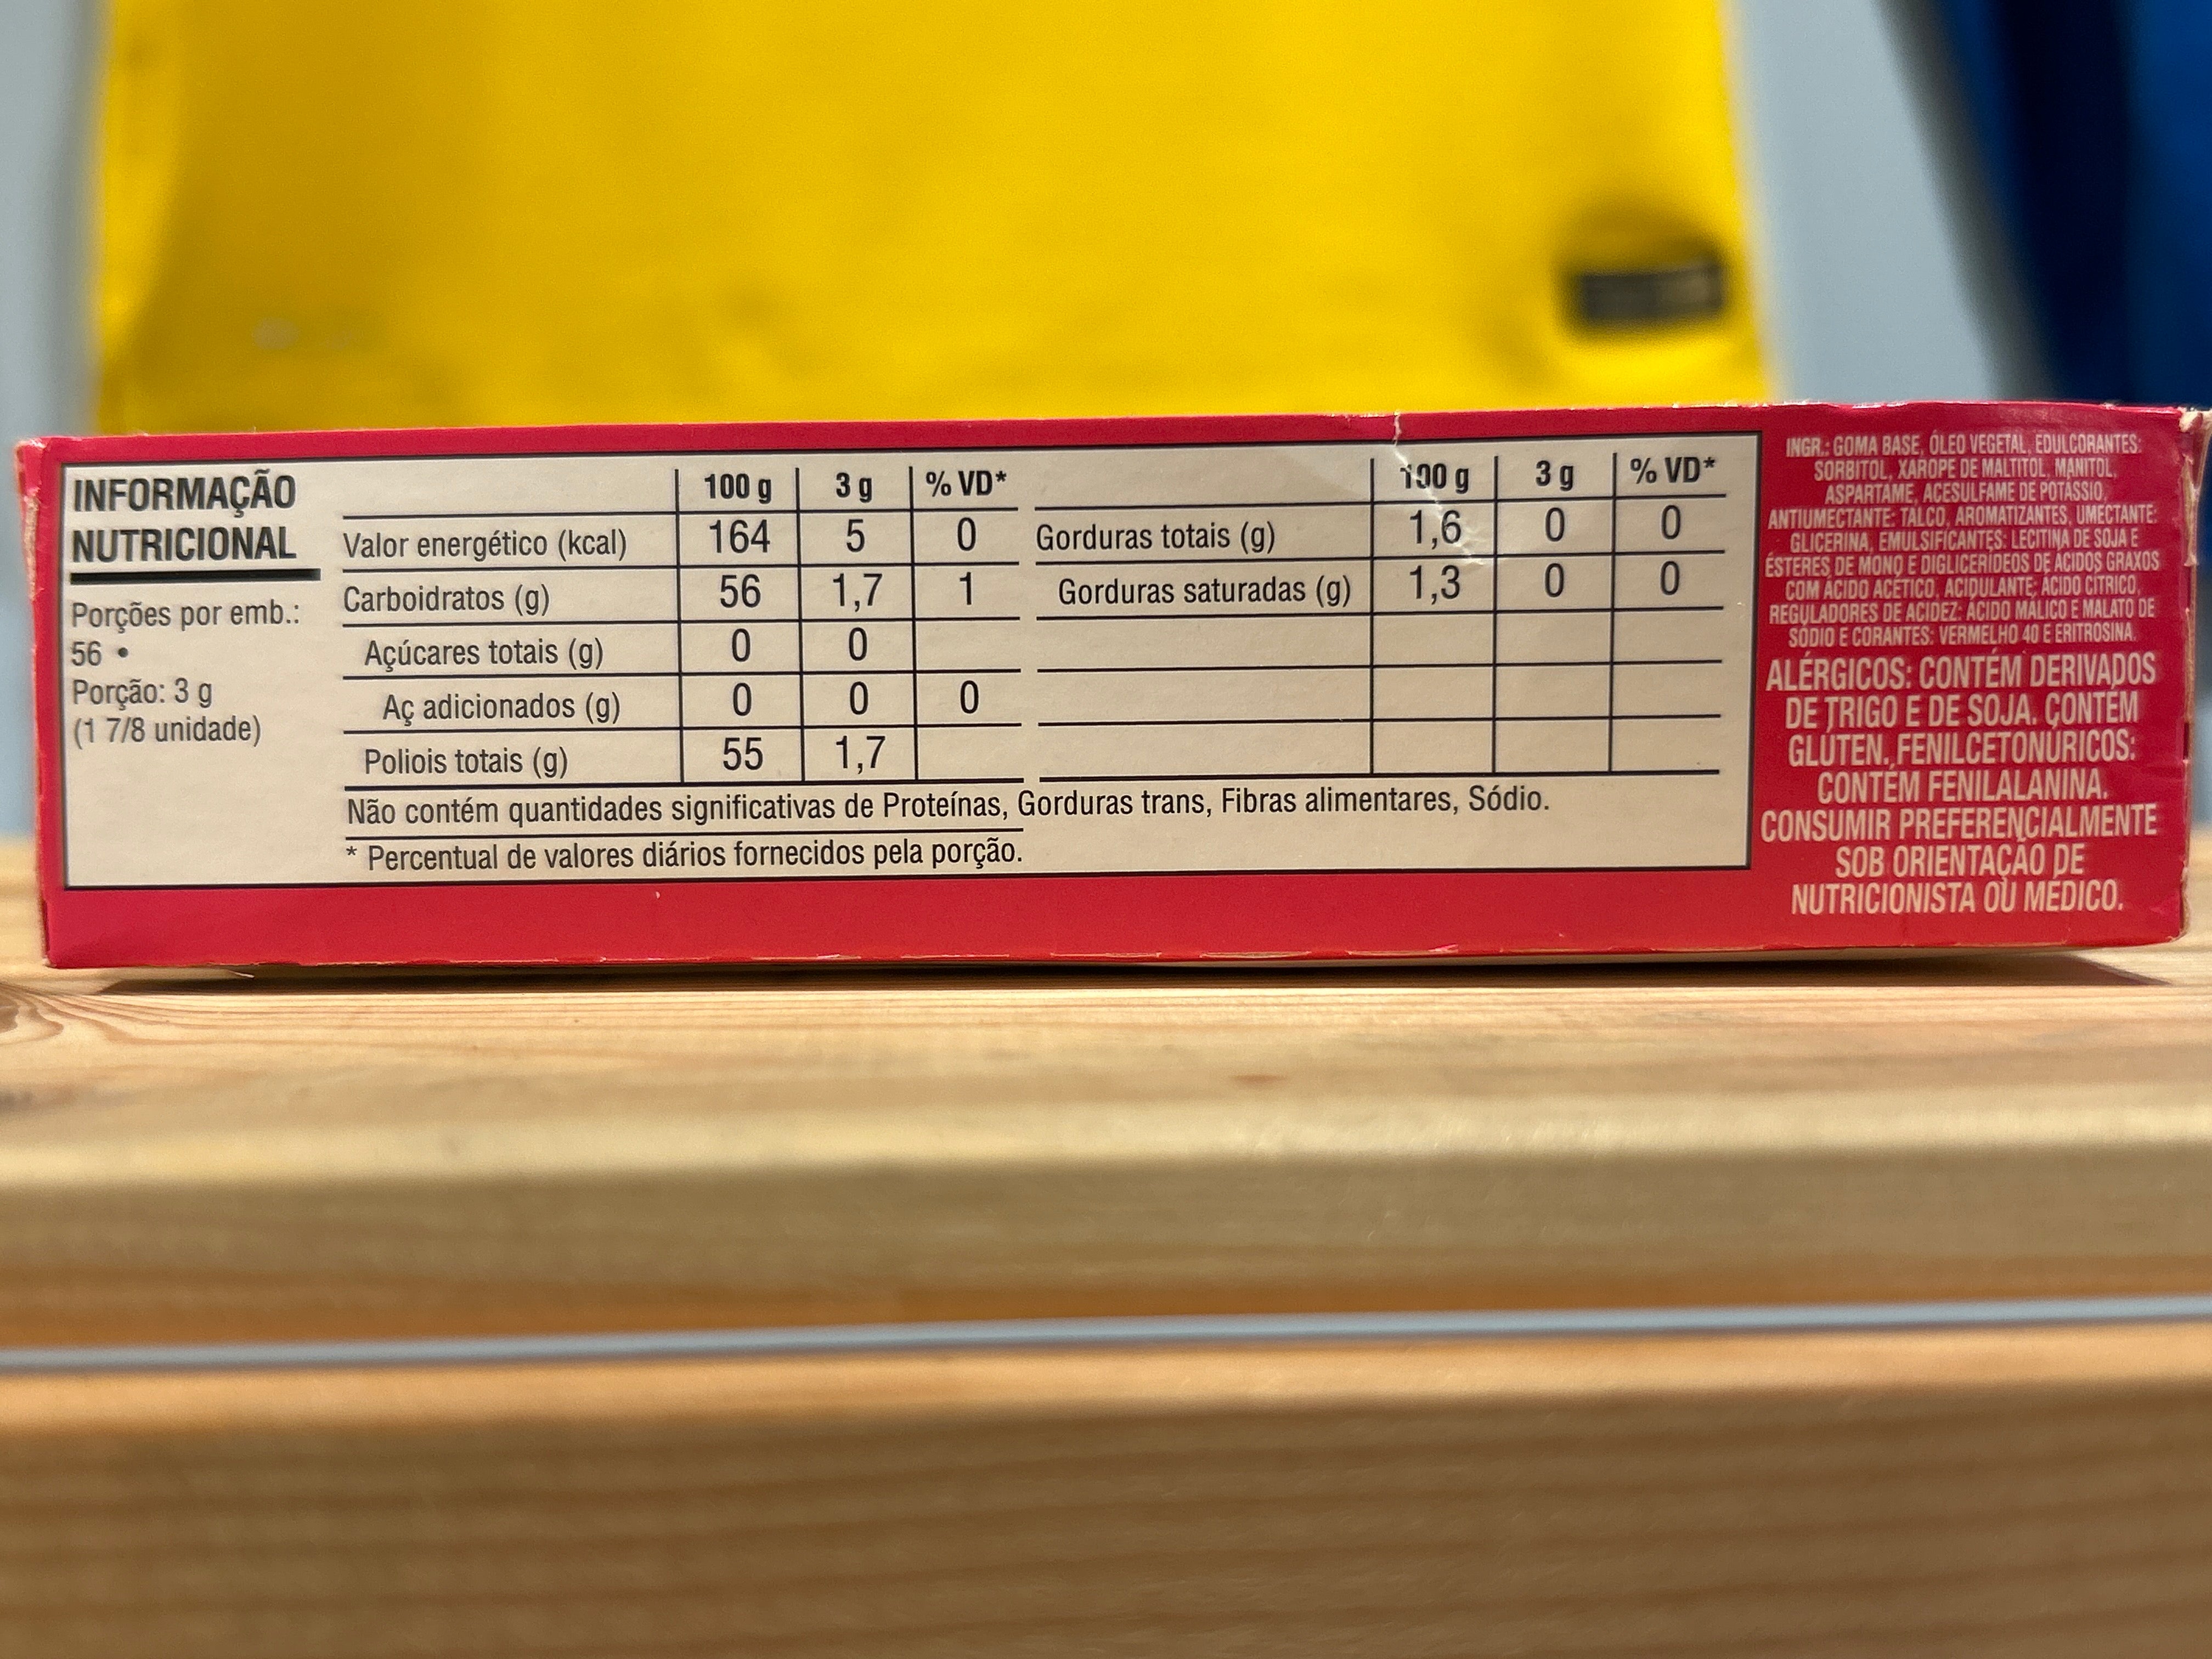 INFORMAÇÃO
NUTRICIONAL
Porções por emb.:
56 •
Porção: 3 g
(1 7/8 unidade)
100 g 3 g % VD*
Valor energético (kcal) 164 5 0
Carboidratos (g) 56 1,7 1
Açúcares totais (g) 0 0
Aç adicionados (g) 0 0 0
Poliois totais (g) 55 1,7
100 g 3 g % VD*
Gorduras totais (g) 1,6 0 0
Gorduras saturadas (g) 1,3 0 0
Não contém quantidades significativas de Proteínas, Gorduras trans, Fibras alimentares, Sódio.
* Percentual de valores diários fornecidos pela porção.
INGR.: GOMA BASE, ÓLEO VEGETAL, EDULCORANTES:
SORBITOL, XAROPE DE MALTITOL, MANITOL,
ASPARTAME, ACESULFAME DE POTÁSSIO,
ANTIUMECTANTE: TALCO, AROMATIZANTES, UMECTANTE:
GLICERINA, EMULSIFICANTES: LECITINA DE SOJA E
ÉSTERES DE MONO E DIGLICERÍDEOS DE ÁCIDOS GRAXOS
COM ÁCIDO ACÉTICO, ACIDULANTE: ÁCIDO CÍTRICO,
REGULADORES DE ACIDEZ: ÁCIDO MÁLICO E MALATO DE
SÓDIO E CORANTES: VERMELHO 40 E ERITROSINA.
ALÉRGICOS: CONTÉM DERIVADOS
DE TRIGO E DE SOJA. CONTÉM
GLÚTEN. FENILCETONÚRICOS:
CONTÉM FENILALANINA.
CONSUMIR PREFERENCIALMENTE
SOB ORIENTAÇÃO DE
NUTRICIONISTA OU MÉDICO.